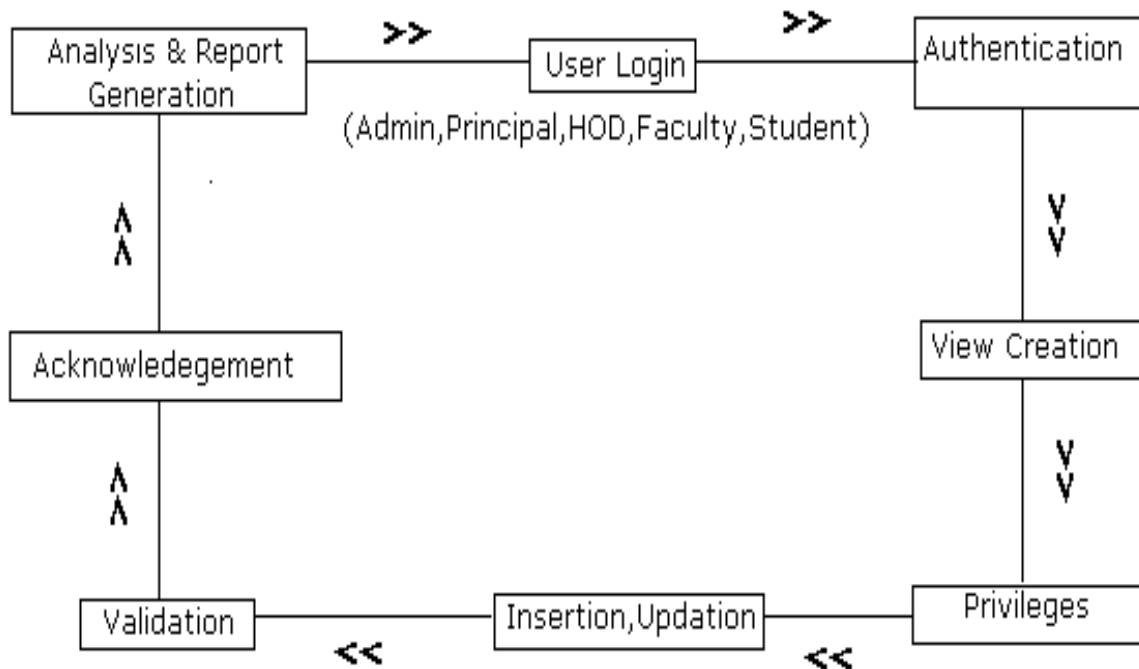 >>
>>
Analysis & Report
Generation
User Login
Authentication
(Admin,Principal,HOD,Faculty,Student)
>>
>>
View Creation
Acknowledegement
>>
>>
Privileges
Insertion,Updation
Validation
<<
<<